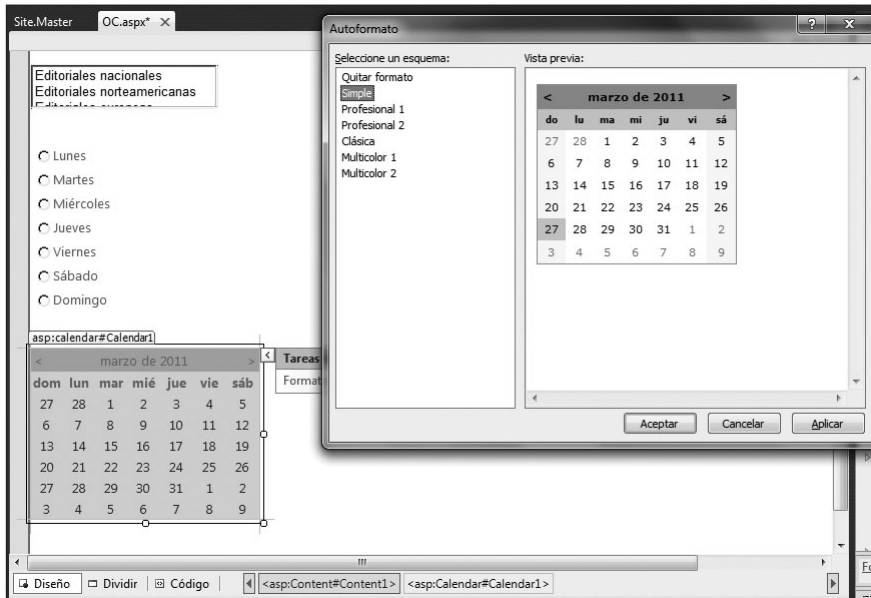 Site.Master OC.aspx* ×
Editoriales nacionales
Editoriales norteamericanas
Lunes
Martes
Miércoles
Jueves
Viernes
Sábado
Domingo
asp:calendar#Calendar1
< marzo de 2011 >
dom lun mar mié jue vie sáb
27 28 1 2 3 4 5
6 7 8 9 10 11 12
13 14 15 16 17 18 19
20 21 22 23 24 25 26
27 28 29 30 31 1 2
3 4 5 6 7 8 9
< Tareas
Format
Autoformato ? X
Seleccione un esquema:
Quitar formato
Simple
Profesional 1
Profesional 2
Clásica
Multicolor 1
Multicolor 2
Vista previa:
< marzo de 2011 >
do lu ma mi ju vi sá
27 28 1 2 3 4 5
6 7 8 9 10 11 12
13 14 15 16 17 18 19
20 21 22 23 24 25 26
27 28 29 30 31 1 2
3 4 5 6 7 8 9
Aceptar Cancelar Aplicar
Diseño Dividir Código <asp:Content#Content1> <asp:Calendar#Calendar1>